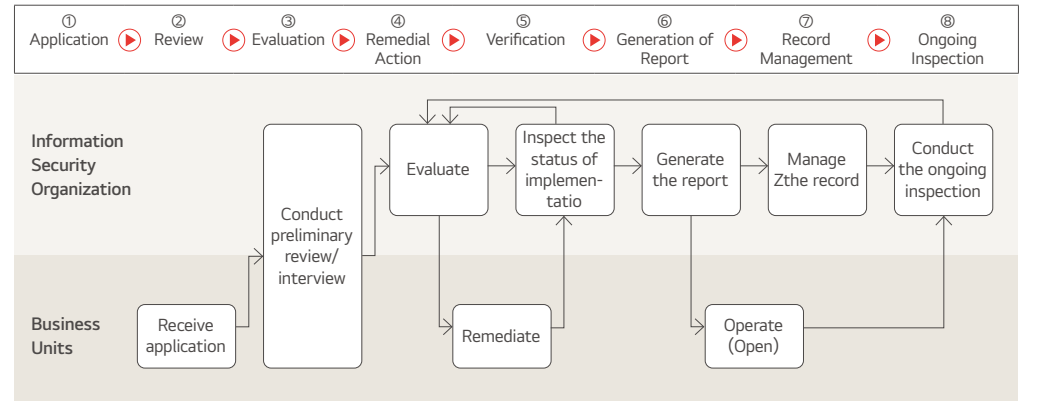 ①
Application
②
Review
③
Evaluation
④
Remedial
Action
⑤
Verification
⑥
Generation of
Report
⑦
Record
Management
⑧
Ongoing
Inspection
Information
Security
Organization
Conduct
preliminary
review/
interview
Evaluate
Inspect the
status of
implemen-
tatio
Generate
the report
Manage
Zthe record
Conduct
the ongoing
inspection
Business
Units
Receive
application
Remediate
Operate
(Open)